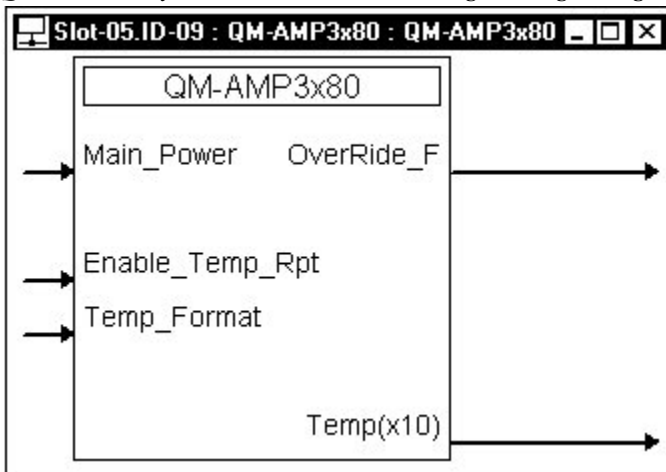 Slot-05.ID-09 : QM-AMP3x80 : QM-AMP3x80
QM-AMP3x80
Main_Power OverRide_F
Enable_Temp_Rpt
Temp_Format
Temp(x10)